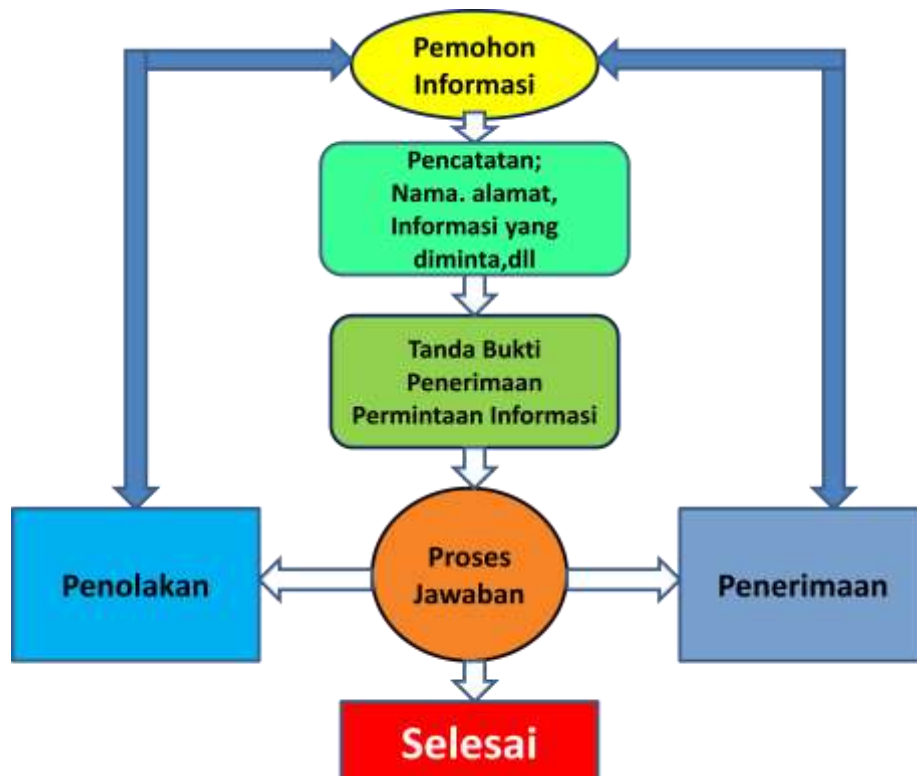 Pemohon
Informasi
Pencatatan;
Nama. alamat,
Informasi yang
diminta,dll
Tanda Bukti
Penerimaan
Permintaan Informasi
Penolakan
Proses
Jawaban
Penerimaan
Selesai